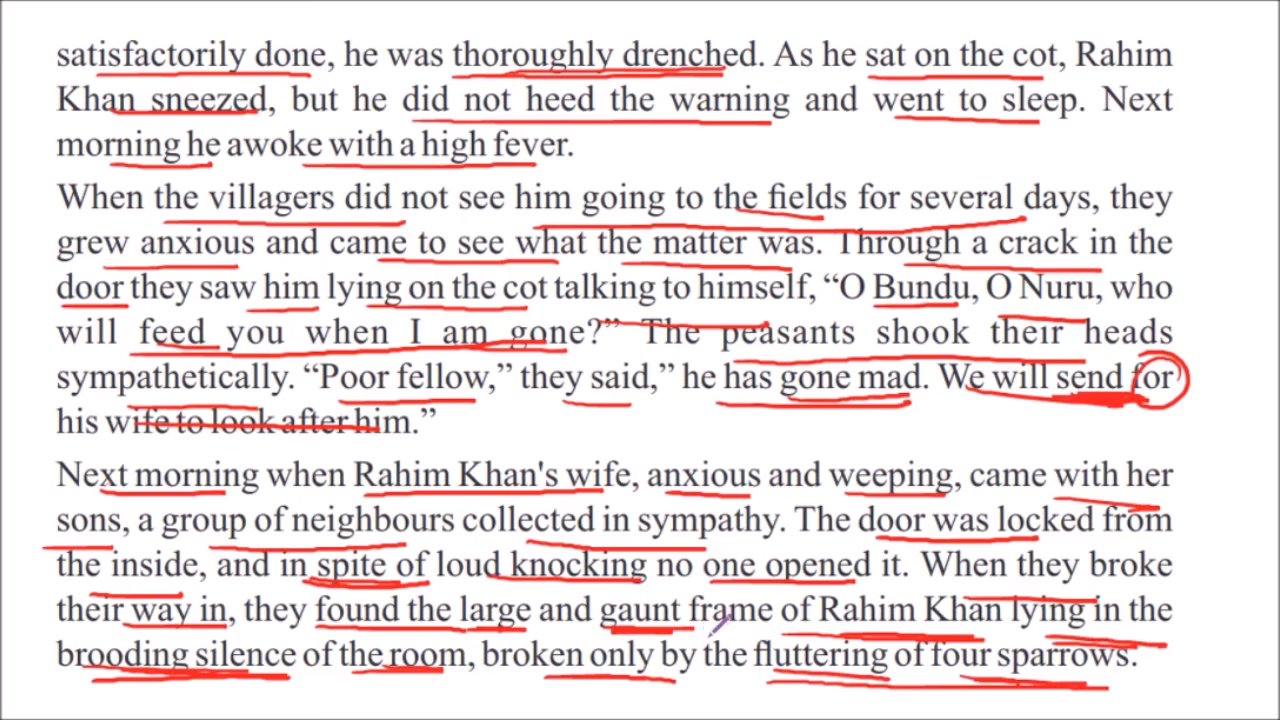 satisfactorily done, he was thoroughly drenched. As he sat on the cot, Rahim
Khan sneezed, but he did not heed the warning and went to sleep. Next
morning he awoke with a high fever.
When the villagers did not see him going to the fields for several days, they
grew anxious and came to see what the matter was. Through a crack in the
door they saw him lying on the cot talking to himself, “O Bundu, O Nuru, who
will feed you when I am gone?” The peasants shook their heads
sympathetically. “Poor fellow,” they said,” he has gone mad. We will send for
his wife to look after him.”
Next morning when Rahim Khan's wife, anxious and weeping, came with her
sons, a group of neighbours collected in sympathy. The door was locked from
the inside, and in spite of loud knocking no one opened it. When they broke
their way in, they found the large and gaunt frame of Rahim Khan lying in the
brooding silence of the room, broken only by the fluttering of four sparrows.